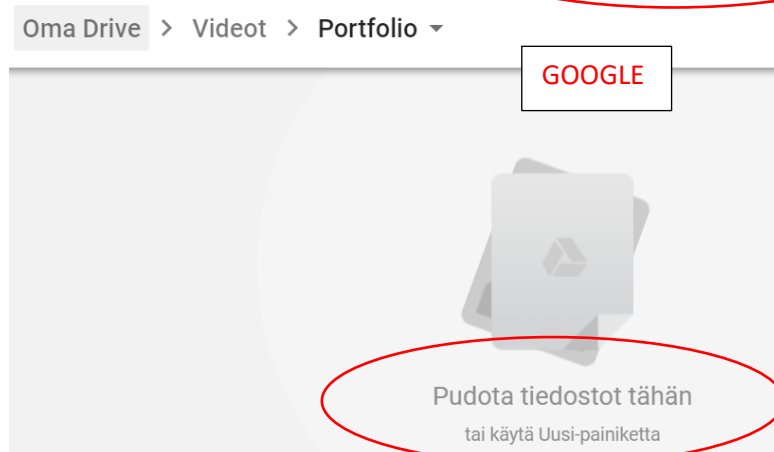 Oma Drive > Videot > Portfolio
GOOGLE
Pudota tiedostot tähän
tai käytä Uusi-painiketta